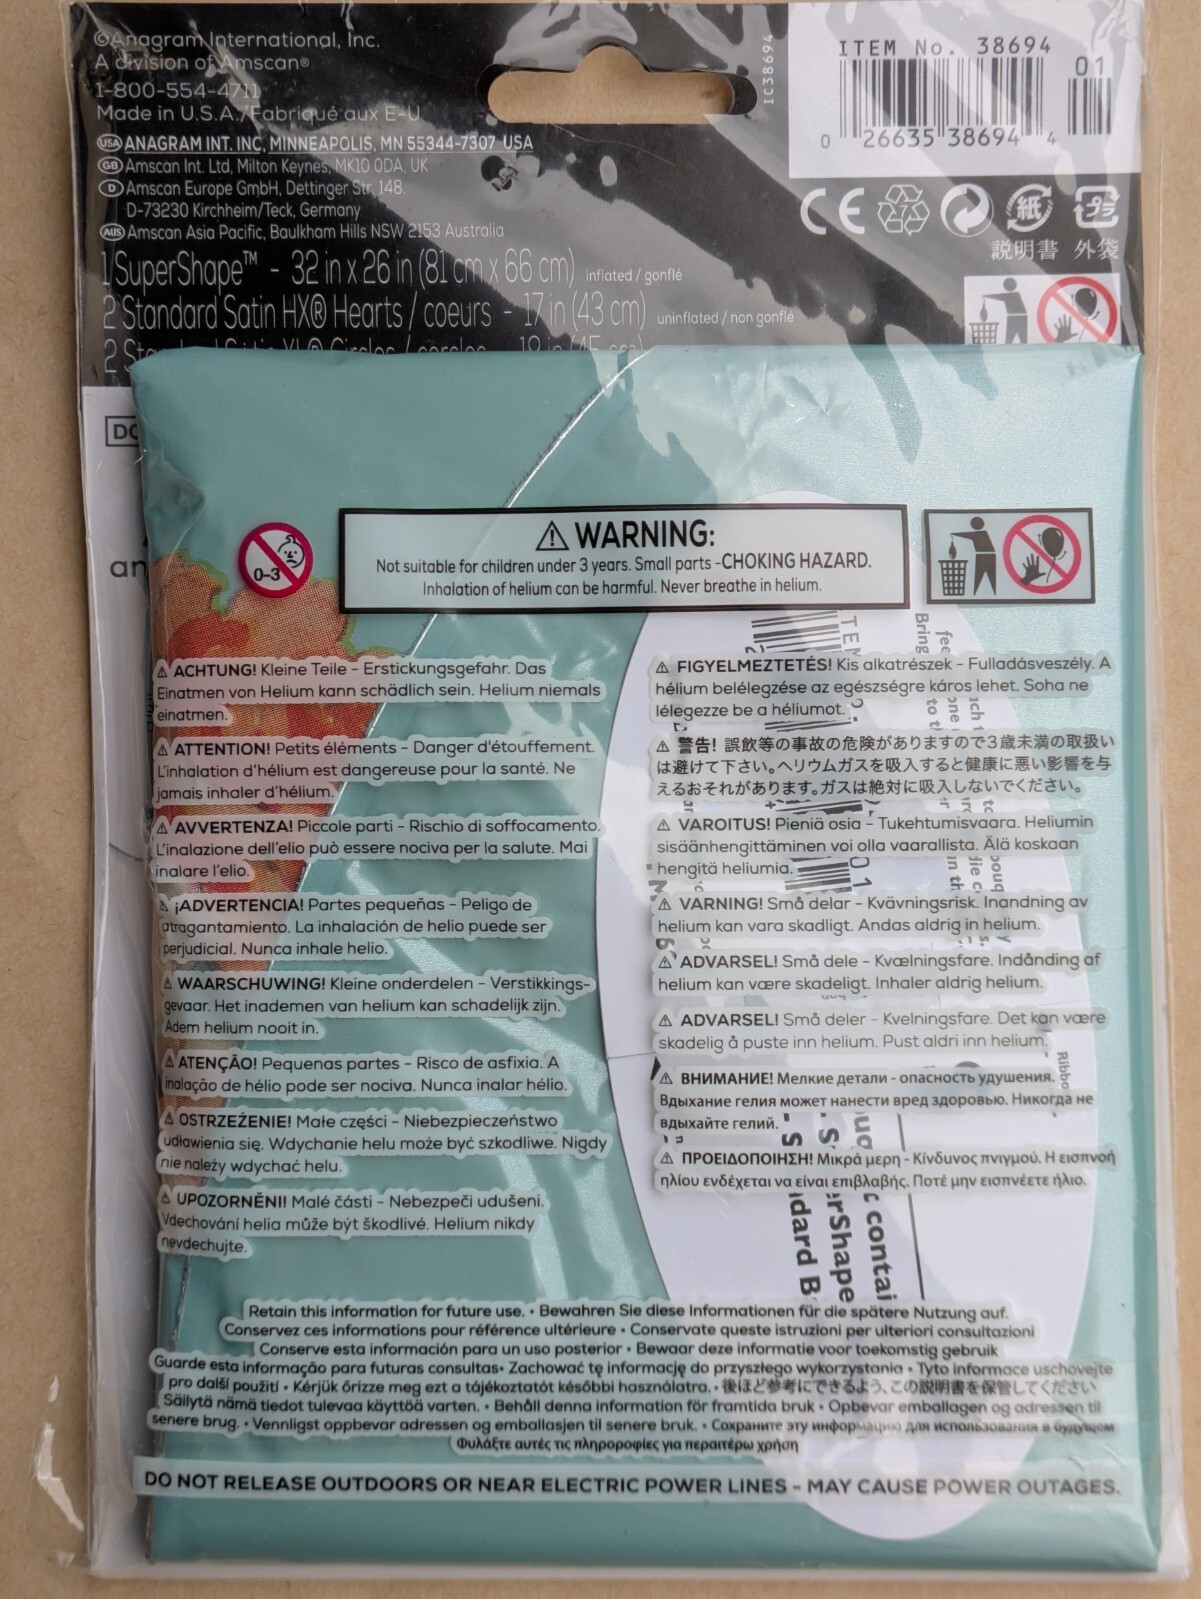 ©Anagram International, Inc.
A division of Amscan®
1-800-554-4711
Made in U.S.A./Fabriqué aux E-U
USA ANAGRAM INT. INC, MINNEAPOLIS, MN 55344-7307 USA
GB Amscan Int. Ltd, Milton Keynes, MK10 0DA, UK
D Amscan Europe GmbH, Dettinger Str, 148,
D-73230 Kirchheim/Teck, Germany
AUS Amscan Asia Pacific, Baulkham Hills NSW 2153 Australia
1 SuperShape™ - 32 in x 26 in (81 cm x 66 cm) inflated / gonflé
2 Standard Satin HX® Hearts / coeurs - 17 in (43 cm) uninflated / non gonflé
2 Standard Satin XL® Circles / cercles - 18 in (45 cm)
IC38694
ITEM No. 38694
01
0 26635 38694 4
CE 7 紙 プラ
説明書 外袋
an
0-3
⚠ WARNING:
Not suitable for children under 3 years. Small parts -CHOKING HAZARD.
Inhalation of helium can be harmful. Never breathe in helium.
⚠ ACHTUNG! Kleine Teile - Erstickungsgefahr. Das
Einatmen von Helium kann schädlich sein. Helium niemals
einatmen.
⚠ ATTENTION! Petits éléments - Danger d'étouffement.
L'inhalation d'hélium est dangereuse pour la santé. Ne
jamais inhaler d'hélium.
⚠ AVVERTENZA! Piccole parti - Rischio di soffocamento.
L'inalazione dell'elio può essere nociva per la salute. Mai
inalare l'elio.
⚠ ¡ADVERTENCIA! Partes pequeñas - Peligo de
atragantamiento. La inhalación de helio puede ser
perjudicial. Nunca inhale helio.
⚠ WAARSCHUWING! Kleine onderdelen - Verstikkings-
gevaar. Het inademen van helium kan schadelijk zijn.
Adem helium nooit in.
⚠ ATENÇÃO! Pequenas partes - Risco de asfixia. A
inalação de hélio pode ser nociva. Nunca inalar hélio.
⚠ OSTRZEŻENIE! Małe części - Niebezpieczeństwo
udławienia się. Wdychanie helu może być szkodliwe. Nigdy
nie należy wdychać helu.
⚠ UPOZORNĚNI! Malé části - Nebezpeči udušeni.
Vdechování helia může být škodlivé. Helium nikdy
nevdechujte.
⚠ FIGYELMEZTETÉS! Kis alkatrészek - Fulladásveszély. A
hélium belélegzése az egészségre káros lehet. Soha ne
lélegezze be a héliumot.
⚠ 警告! 誤飲等の事故の危険がありますので3歳未満の取扱い
は避けて下さい。ヘリウムガスを吸入すると健康に悪い影響を与
えるおそれがあります。ガスは絶対に吸入しないでください。
⚠ VAROITUS! Pieniä osia - Tukehtumisvaara. Heliumin
sisäänhengittäminen voi olla vaarallista. Älä koskaan
hengitä heliumia.
⚠ VARNING! Små delar - Kvävningsrisk. Inandning av
helium kan vara skadligt. Andas aldrig in helium.
⚠ ADVARSEL! Små dele - Kvælningsfare. Indånding af
helium kan være skadeligt. Inhaler aldrig helium.
⚠ ADVARSEL! Små deler - Kvelningsfare. Det kan være
skadelig å puste inn helium. Pust aldri inn helium.
⚠ ВНИМАНИЕ! Мелкие детали - опасность удушения.
Вдыхание гелия может нанести вред здоровью. Никогда не
вдыхайте гелий.
⚠ ΠΡΟΕΙΔΟΠΟΙΗΣΗ! Μικρά μερη - Κίνδυνος πνιγμού. Η εισπνοή
ηλίου ενδέχεται να είναι επιβλαβής. Ποτέ μην εισπνέετε ήλιο.
Retain this information for future use. • Bewahren Sie diese Informationen für die spätere Nutzung auf.
Conservez ces informations pour référence ultérieure • Conservate queste istruzioni per ulteriori consultazioni
Conserve esta información para un uso posterior • Bewaar deze informatie voor toekomstig gebruik
Guarde esta informação para futuras consultas• Zachować tę informację do przyszłego wykorzystania • Tyto informace uschovejte
pro další použití • Kérjük őrizze meg ezt a tájékoztatót későbbi használatra. • 後ほど参考にできるよう、この説明書を保管してください
Säilytä nämä tiedot tulevaa käyttöä varten. • Behåll denna information för framtida bruk • Opbevar emballagen og adressen til
senere brug. • Vennligst oppbevar adressen og emballasjen til senere bruk. • Сохраните эту информацию для использования в будущем
Φυλάξτε αυτές τις πληροροφίες για περαιτέρω χρήση
DO NOT RELEASE OUTDOORS OR NEAR ELECTRIC POWER LINES - MAY CAUSE POWER OUTAGES.